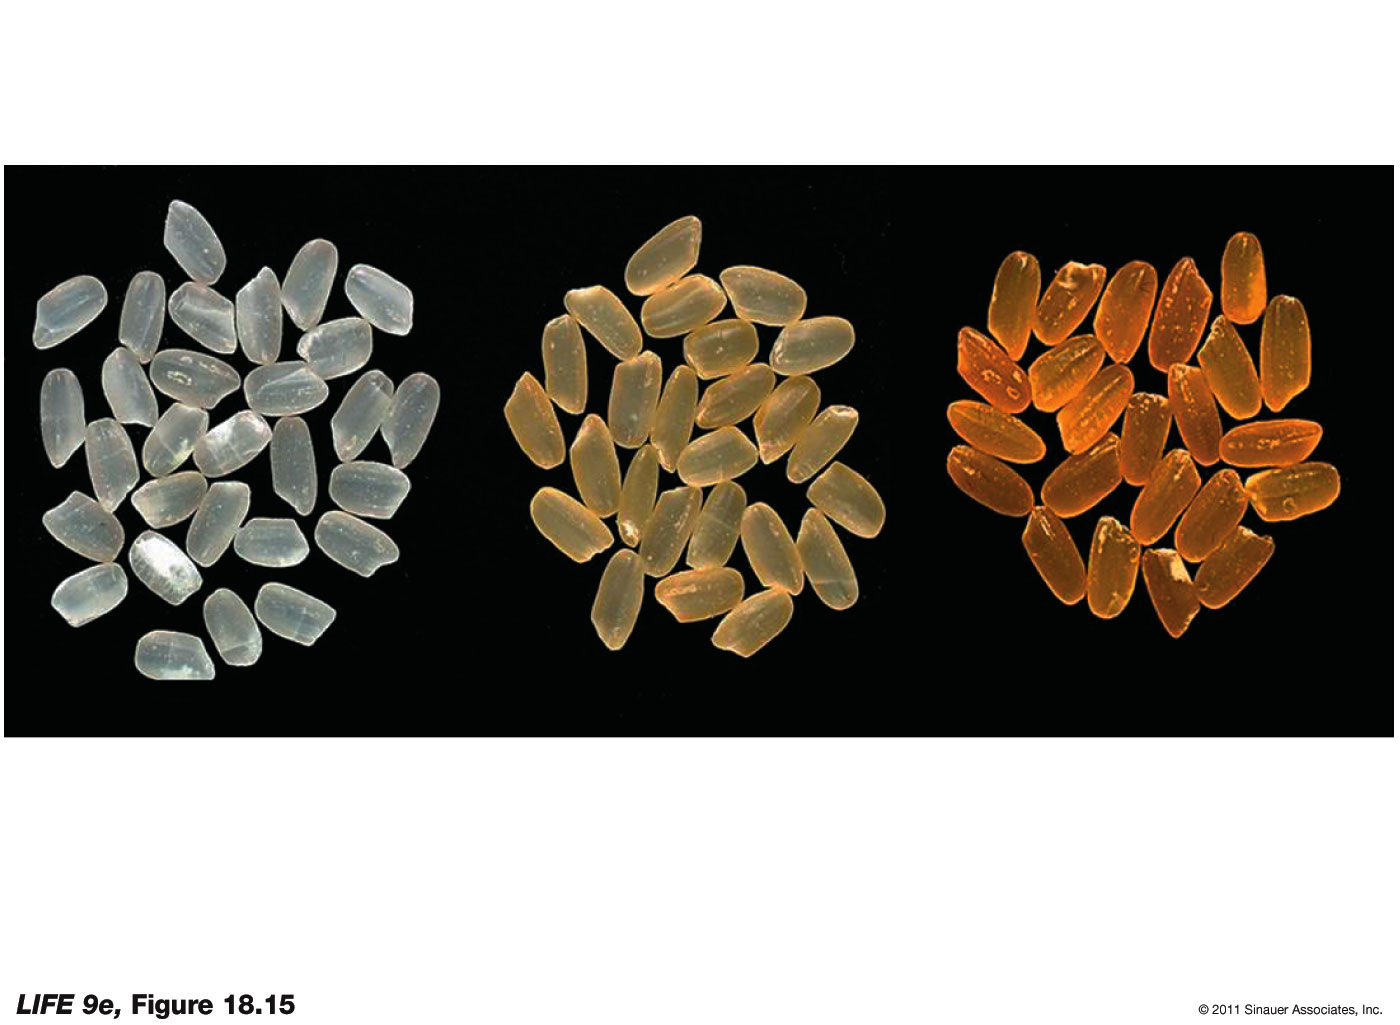 LIFE 9e, Figure 18.15
© 2011 Sinauer Associates, Inc.